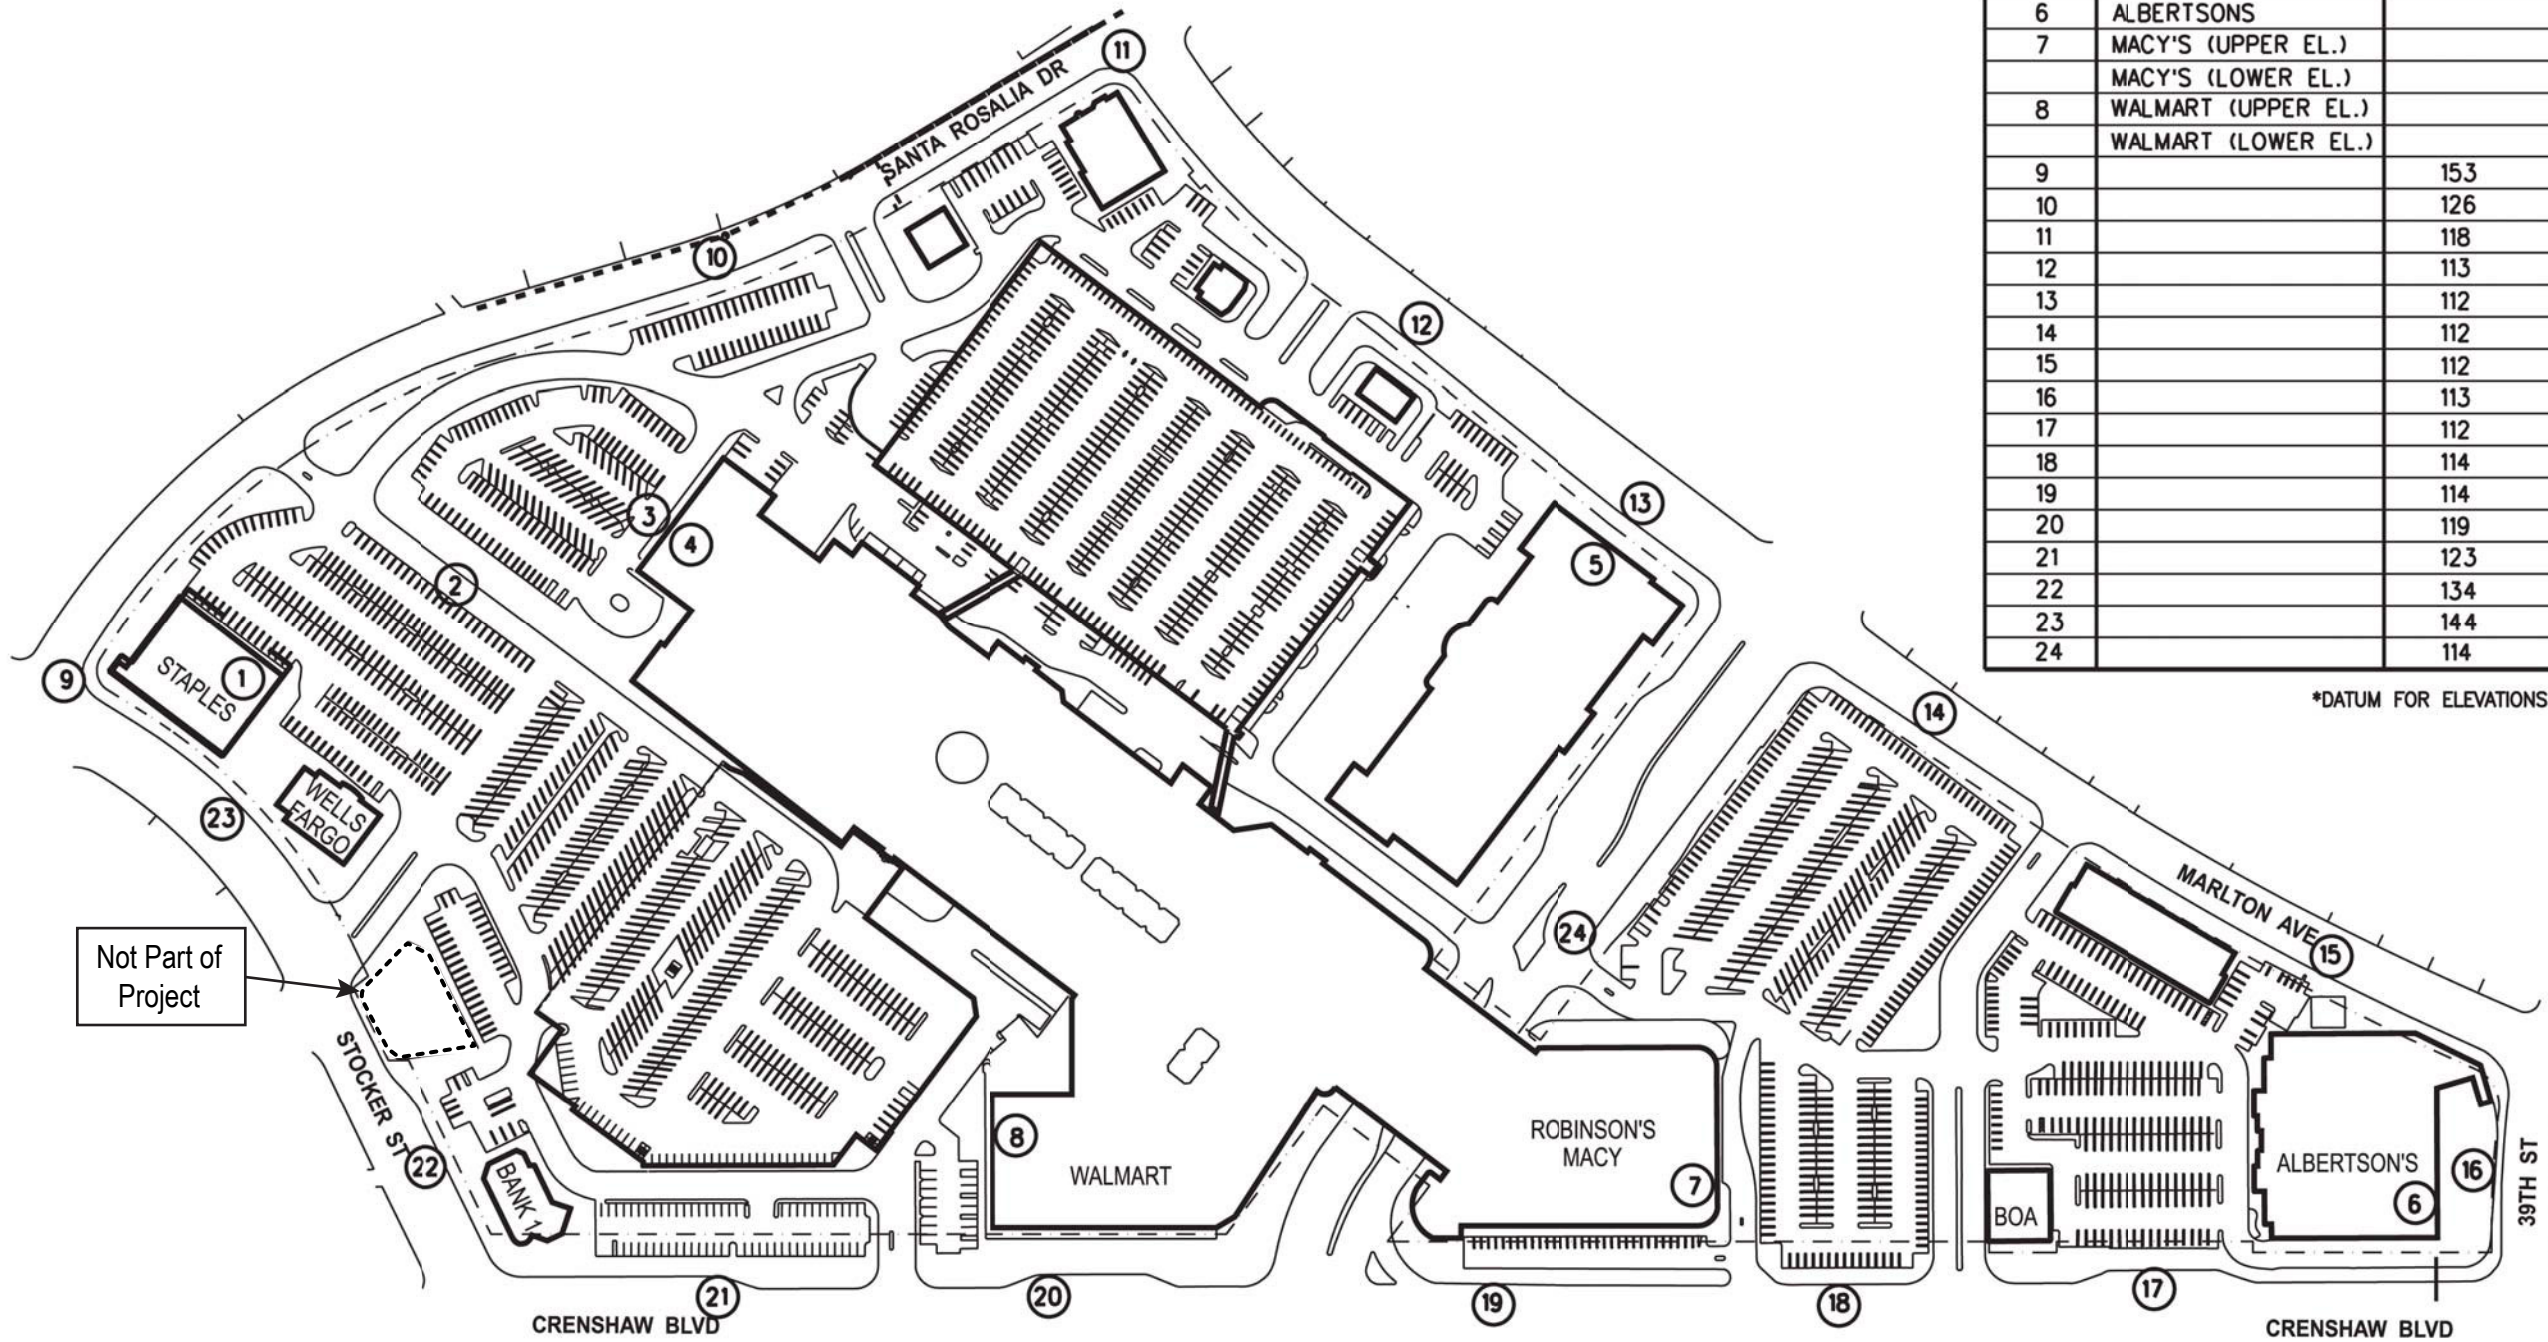 6 ALBERTSONS
7 MACY'S (UPPER EL.)
MACY'S (LOWER EL.)
8 WALMART (UPPER EL.)
WALMART (LOWER EL.)
9 153
10 126
11 118
12 113
13 112
14 112
15 112
16 113
17 112
18 114
19 114
20 119
21 123
22 134
23 144
24 114
*DATUM FOR ELEVATIONS
11
SANTA ROSALIA DR
10
12
13
3
4
5
2
9
STAPLES
1
14
23
WELLS
FARGO
MARLTON AVE
15
24
Not Part of
Project
STOCKER ST
22
BANK 1
8
WALMART
ROBINSON'S
MACY
7
BOA
ALBERTSON'S
6
16
39TH ST
21
20
19
18
17
CRENSHAW BLVD
CRENSHAW BLVD